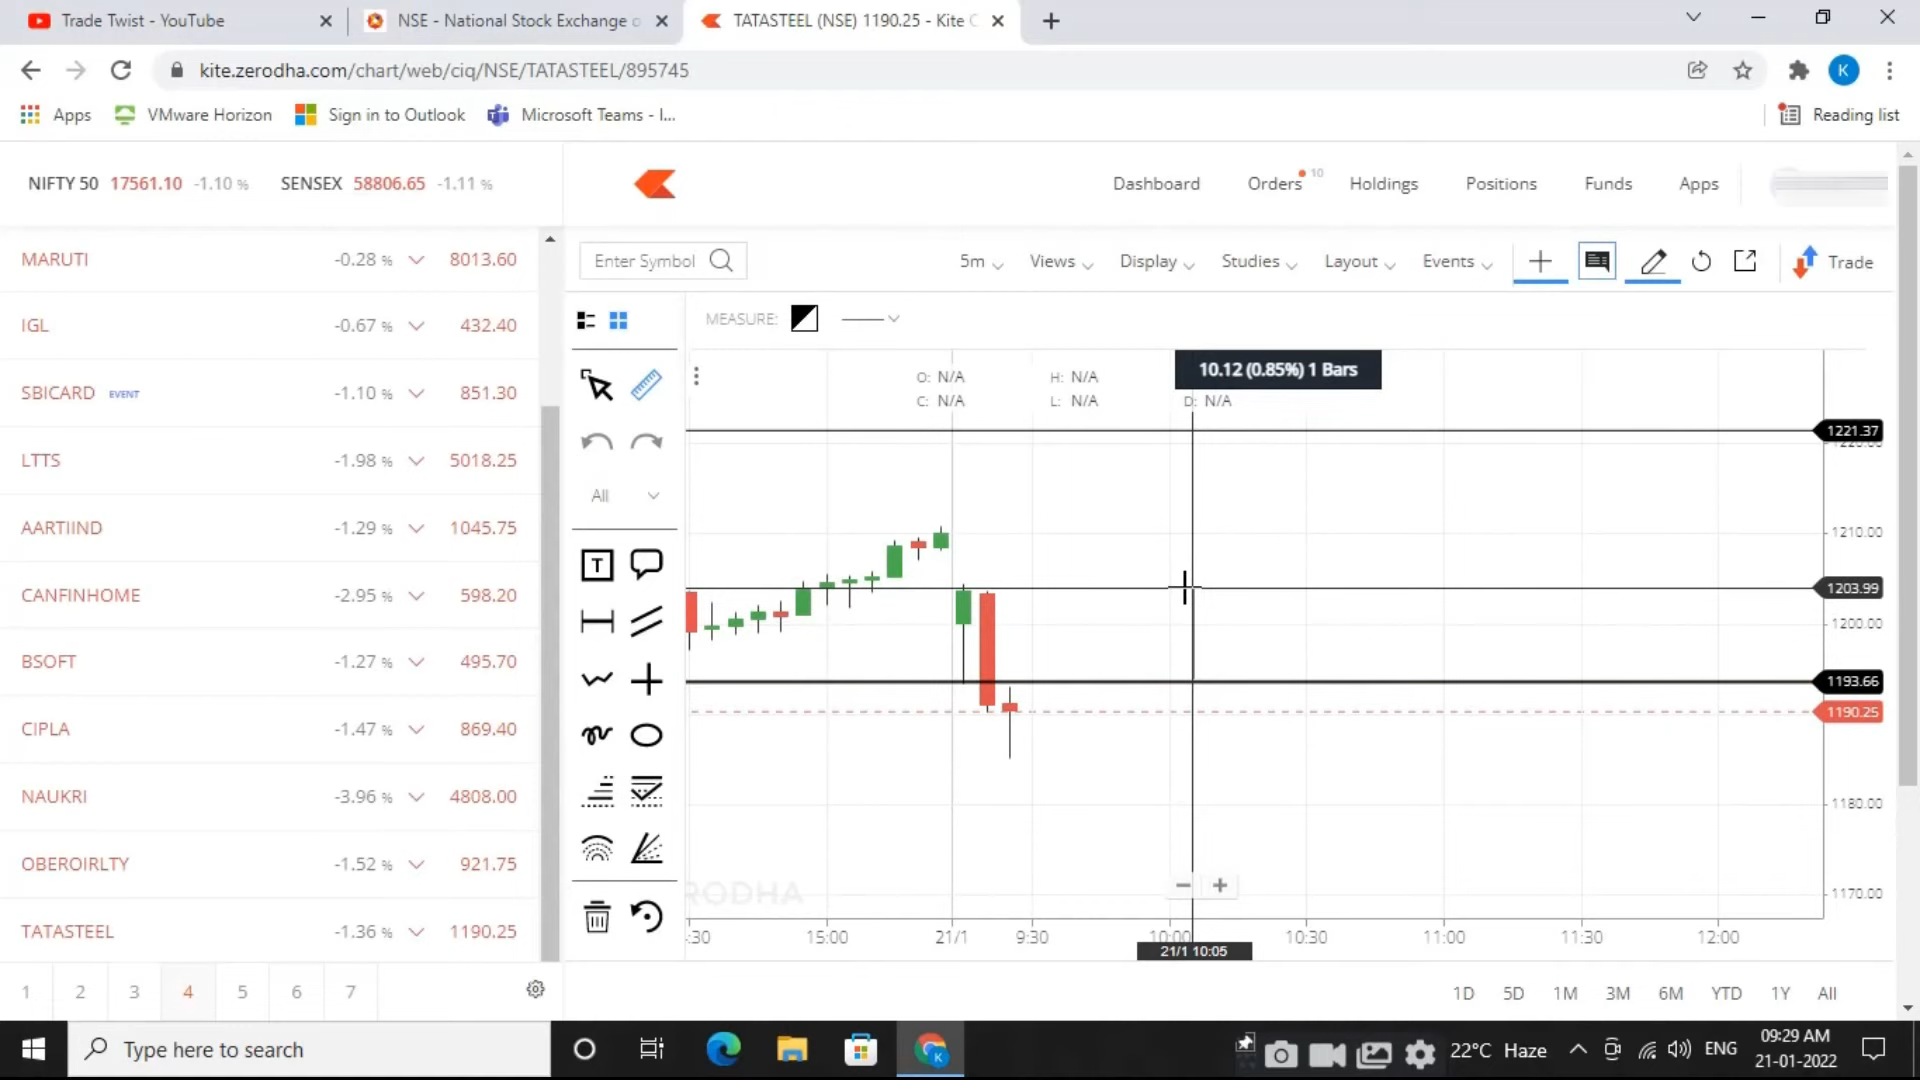 Trade Twist - YouTube
NSE - National Stock Exchange o
TATASTEEL (NSE) 1190.25 - Kite C
kite.zerodha.com/chart/web/ciq/NSE/TATASTEEL/895745
K
Apps
VMware Horizon
Sign in to Outlook
Microsoft Teams - I...
Reading list
NIFTY 50 17561.10 -1.10 %
SENSEX 58806.65 -1.11 %
Dashboard
Orders 10
Holdings
Positions
Funds
Apps
MARUTI -0.28 % 8013.60
IGL -0.67 % 432.40
SBICARD EVENT -1.10 % 851.30
LTTS -1.98 % 5018.25
AARTIIND -1.29 % 1045.75
CANFINHOME -2.95 % 598.20
BSOFT -1.27 % 495.70
CIPLA -1.47 % 869.40
NAUKRI -3.96 % 4808.00
OBEROIRLTY -1.52 % 921.75
TATASTEEL -1.36 % 1190.25
1 2 3 4 5 6 7
Enter Symbol
5m
Views
Display
Studies
Layout
Events
Trade
MEASURE:
All
T
10.12 (0.85%) 1 Bars
O: N/A H: N/A
C: N/A L: N/A D: N/A
1221.37
1210.00
1203.99
1200.00
1193.66
1190.25
1180.00
1170.00
RODHA
:30 15:00 21/1 9:30 10:00 10:30 11:00 11:30 12:00
21/1 10:05
1D 5D 1M 3M 6M YTD 1Y All
Type here to search
K
22°C Haze
ENG
09:29 AM
21-01-2022